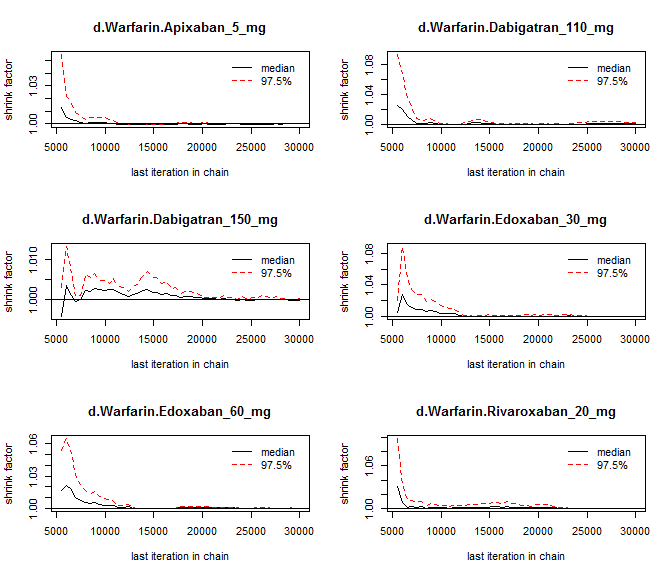 d.Warfarin.Apixaban_5_mg
shrink factor
1.00 1.03
median
97.5%
5000 10000 15000 20000 25000 30000
last iteration in chain
d.Warfarin.Dabigatran_110_mg
shrink factor
1.00 1.04 1.08
median
97.5%
5000 10000 15000 20000 25000 30000
last iteration in chain
d.Warfarin.Dabigatran_150_mg
shrink factor
1.000 1.010
median
97.5%
5000 10000 15000 20000 25000 30000
last iteration in chain
d.Warfarin.Edoxaban_30_mg
shrink factor
1.00 1.04 1.08
median
97.5%
5000 10000 15000 20000 25000 30000
last iteration in chain
d.Warfarin.Edoxaban_60_mg
shrink factor
1.00 1.03 1.06
median
97.5%
5000 10000 15000 20000 25000 30000
last iteration in chain
d.Warfarin.Rivaroxaban_20_mg
shrink factor
1.00 1.06
median
97.5%
5000 10000 15000 20000 25000 30000
last iteration in chain